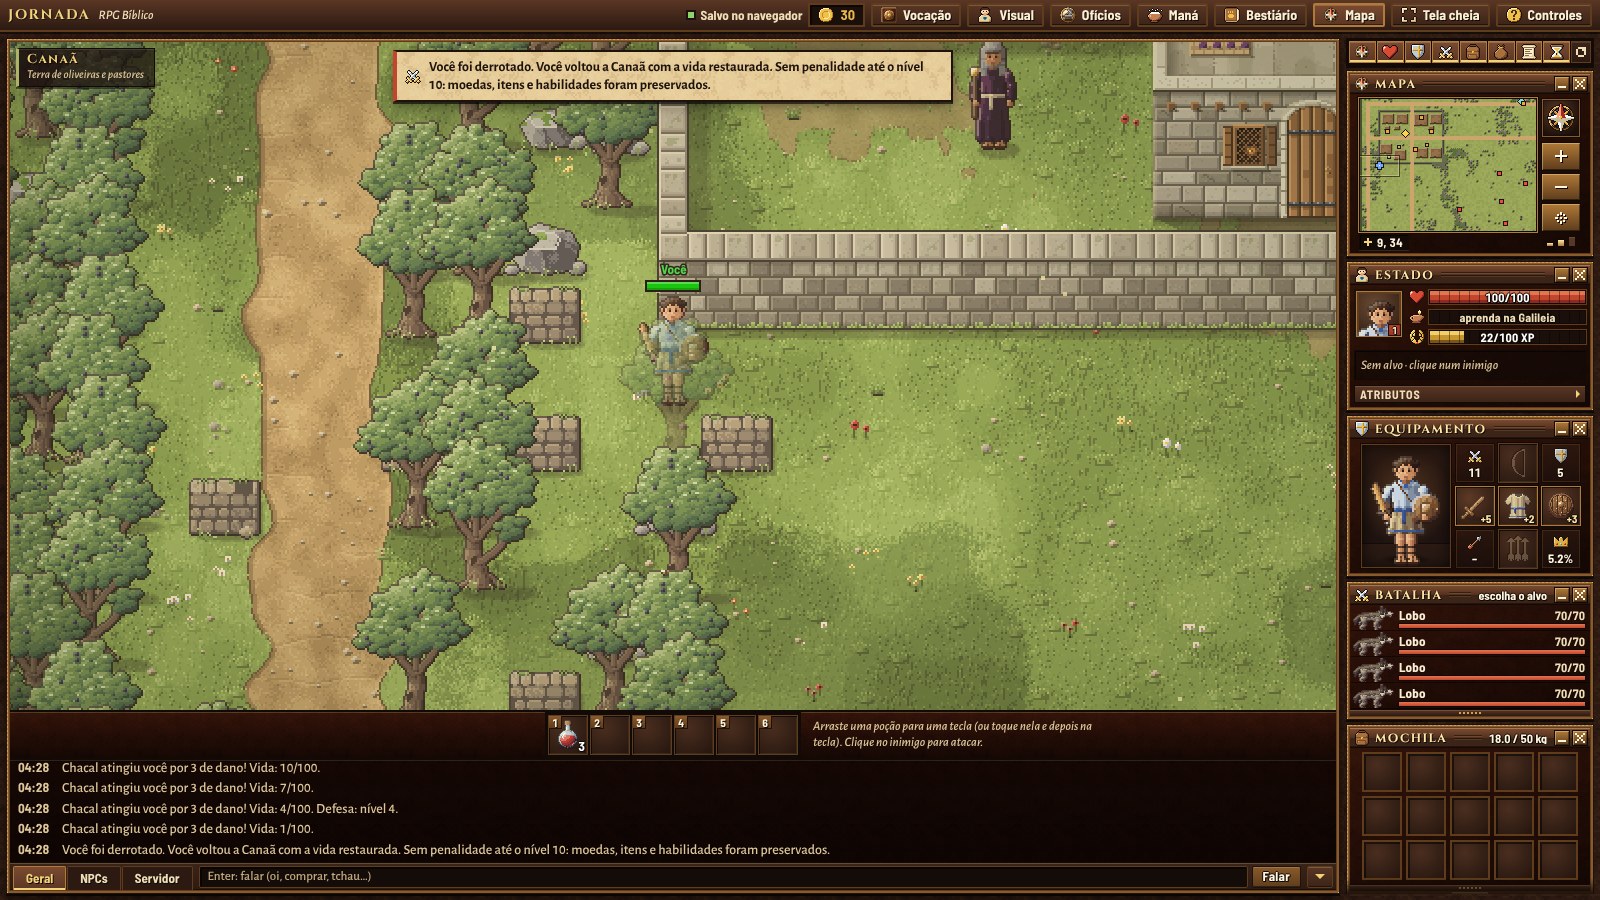 JORNADA RPG Bíblico
Salvo no navegador
30
Vocação
Visual
Ofícios
Maná
Bestiário
Mapa
Tela cheia
Controles
CANAÃ
Terra de oliveiras e pastores
Você foi derrotado. Você voltou a Canaã com a vida restaurada. Sem penalidade até o nível
10: moedas, itens e habilidades foram preservados.
Você
MAPA
9, 34
ESTADO
100/100
aprenda na Galileia
1
22/100 XP
Sem alvo · clique num inimigo
ATRIBUTOS
EQUIPAMENTO
11
5
+5
+2
+3
-
5.2%
BATALHA
escolha o alvo
Lobo 70/70
Lobo 70/70
Lobo 70/70
Lobo 70/70
MOCHILA
18.0 / 50 kg
1 2 3 4 5 6
3
Arraste uma poção para uma tecla (ou toque nela e depois na
tecla). Clique no inimigo para atacar.
04:28 Chacal atingiu você por 3 de dano! Vida: 10/100.
04:28 Chacal atingiu você por 3 de dano! Vida: 7/100.
04:28 Chacal atingiu você por 3 de dano! Vida: 4/100. Defesa: nível 4.
04:28 Chacal atingiu você por 3 de dano! Vida: 1/100.
04:28 Você foi derrotado. Você voltou a Canaã com a vida restaurada. Sem penalidade até o nível 10: moedas, itens e habilidades foram preservados.
Geral
NPCs
Servidor
Enter: falar (oi, comprar, tchau...)
Falar